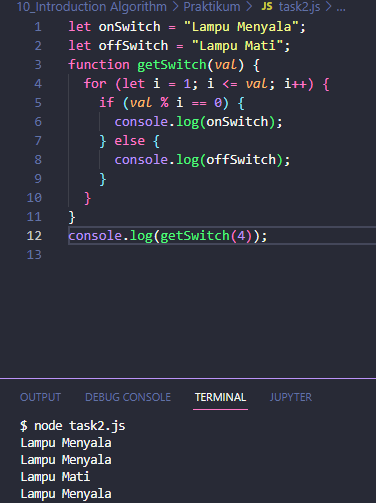 10_Introduction Algorithm > Praktikum > JS task2.js > ...
1 let onSwitch = "Lampu Menyala";
2 let offSwitch = "Lampu Mati";
3 function getSwitch(val) {
4 for (let i = 1; i <= val; i++) {
5 if (val % i == 0) {
6 console.log(onSwitch);
7 } else {
8 console.log(offSwitch);
9 }
10 }
11 }
12 console.log(getSwitch(4));
13
OUTPUT DEBUG CONSOLE TERMINAL JUPYTER
$ node task2.js
Lampu Menyala
Lampu Menyala
Lampu Mati
Lampu Menyala